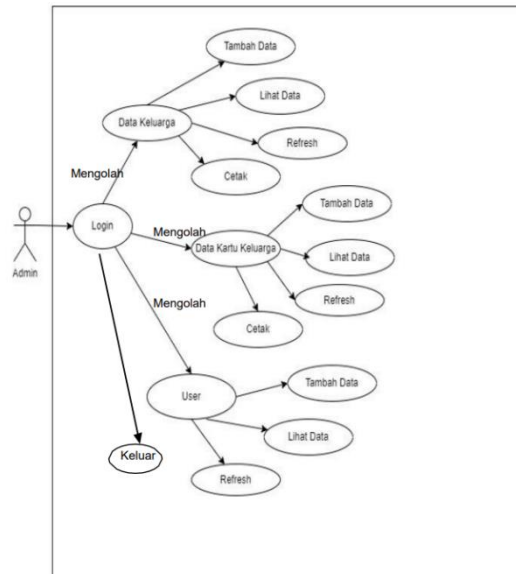 Tambah Data
Lihat Data
Data Keluarga
Refresh
Mengolah
Cetak
Tambah Data
Login
Mengolah
Data Kartu Keluarga
Lihat Data
Admin
Refresh
Mengolah
Cetak
Tambah Data
User
Lihat Data
Keluar
Refresh